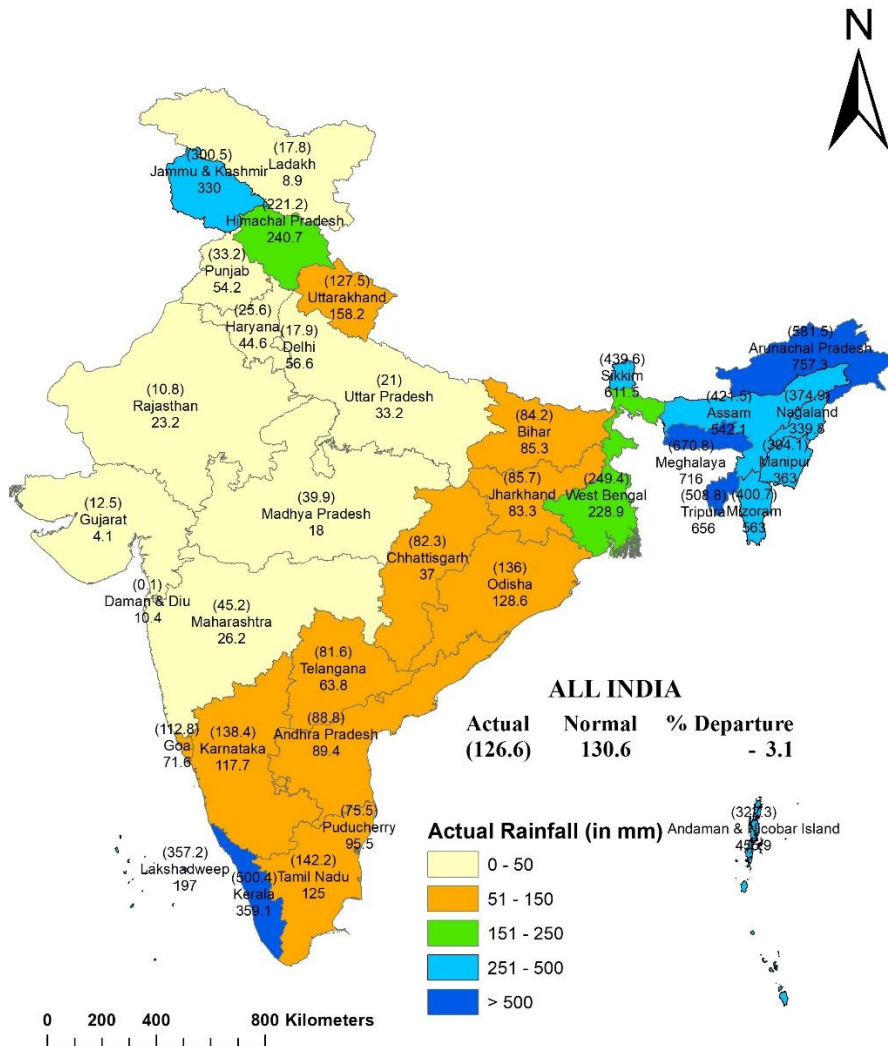 N
(17.8)
Ladakh
8.9
(300.5)
Jammu & Kashmir
330
(221.2)
Himachal Pradesh
240.7
(33.2)
Punjab
54.2
(127.5)
Uttarakhand
158.2
(25.6)
Haryana
44.6
(17.9)
Delhi
56.6
(10.8)
Rajasthan
23.2
(21)
Uttar Pradesh
33.2
(439.6)
Sikkim
611.5
(581.5)
Arunachal Pradesh
757.3
(421.5)
Assam
542.1
(374.9)
Nagaland
339.8
(84.2)
Bihar
85.3
(670.8)
Meghalaya
716
(394.1)
Manipur
363
(12.5)
Gujarat
4.1
(39.9)
Madhya Pradesh
18
(85.7)
Jharkhand
83.3
(249.4)
West Bengal
228.9
(508.8)
Tripura
656
(400.7)
Mizoram
563
(82.3)
Chhattisgarh
37
(136)
Odisha
128.6
(0.1)
Daman & Diu
10.4
(45.2)
Maharashtra
26.2
(81.6)
Telangana
63.8
ALL INDIA
Actual Normal % Departure
(126.6) 130.6 - 3.1
(112.8)
Goa
71.6
(138.4)
Karnataka
117.7
(88.8)
Andhra Pradesh
89.4
(75.5)
Puducherry
95.5
Andaman & Nicobar Island
(357.2)
Lakshadweep
197
(500.4)
Kerala
359.1
(142.2)
Tamil Nadu
125
Actual Rainfall (in mm)
0 - 50
51 - 150
151 - 250
251 - 500
> 500
0 200 400 800 Kilometers